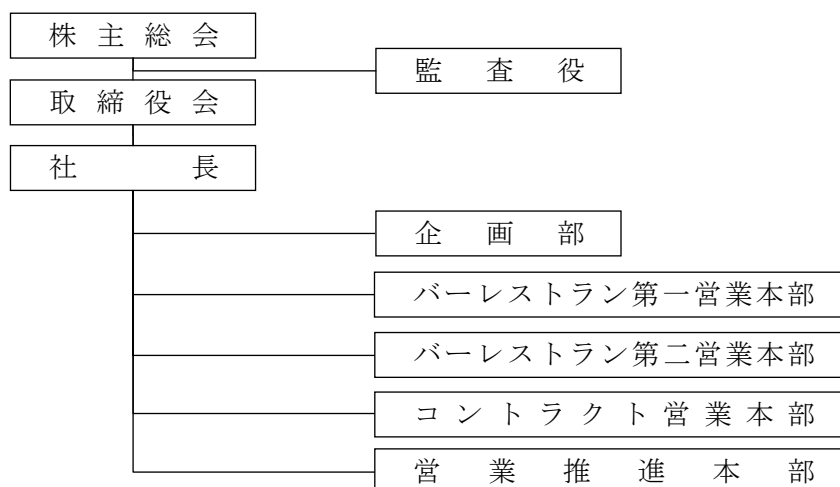 株主総会
監査役
取締役会
社長
企画部
バーレストラン第一営業本部
バーレストラン第二営業本部
コントラクト営業本部
営業推進本部